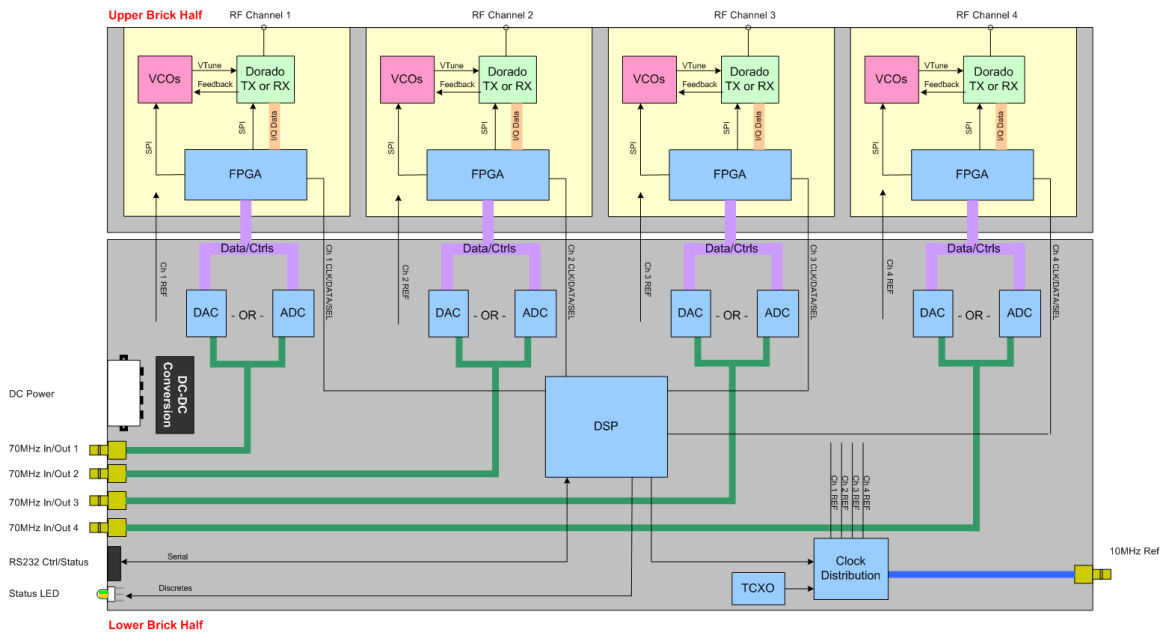 Upper Brick Half
RF Channel 1
RF Channel 2
RF Channel 3
RF Channel 4
VCOs
VTune
Feedback
Dorado
TX or RX
SPI
SPI
I/Q Data
FPGA
VCOs
VTune
Feedback
Dorado
TX or RX
SPI
SPI
I/Q Data
FPGA
VCOs
VTune
Feedback
Dorado
TX or RX
SPI
SPI
I/Q Data
FPGA
VCOs
VTune
Feedback
Dorado
TX or RX
SPI
SPI
I/Q Data
FPGA
Ch 1 REF
Data/Ctrls
Ch 1 CLK/DATA/SEL
DAC
- OR -
ADC
Ch 2 REF
Data/Ctrls
Ch 2 CLK/DATA/SEL
DAC
- OR -
ADC
Ch 3 REF
Data/Ctrls
Ch 3 CLK/DATA/SEL
DAC
- OR -
ADC
Ch 4 REF
Data/Ctrls
Ch 4 CLK/DATA/SEL
DAC
- OR -
ADC
DC Power
DC-DC
Conversion
DSP
70MHz In/Out 1
70MHz In/Out 2
70MHz In/Out 3
70MHz In/Out 4
Ch 1 REF
Ch 2 REF
Ch 3 REF
Ch 4 REF
RS232 Ctrl/Status
Serial
Clock
Distribution
10MHz Ref
Status LED
Discretes
TCXO
Lower Brick Half